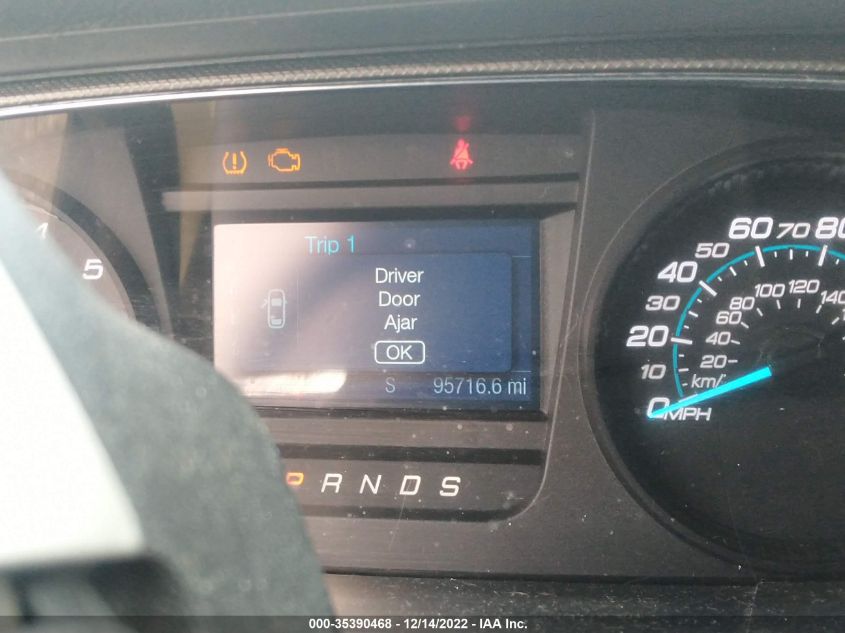 Trip 1
Driver
Door
Ajar
OK
S 95716.6 mi
P R N D S
5
0 10 20 30 40 50 60 70 80
MPH
20 40 60 80 100 120 140
km/
000-35390468 - 12/14/2022 - IAA Inc.